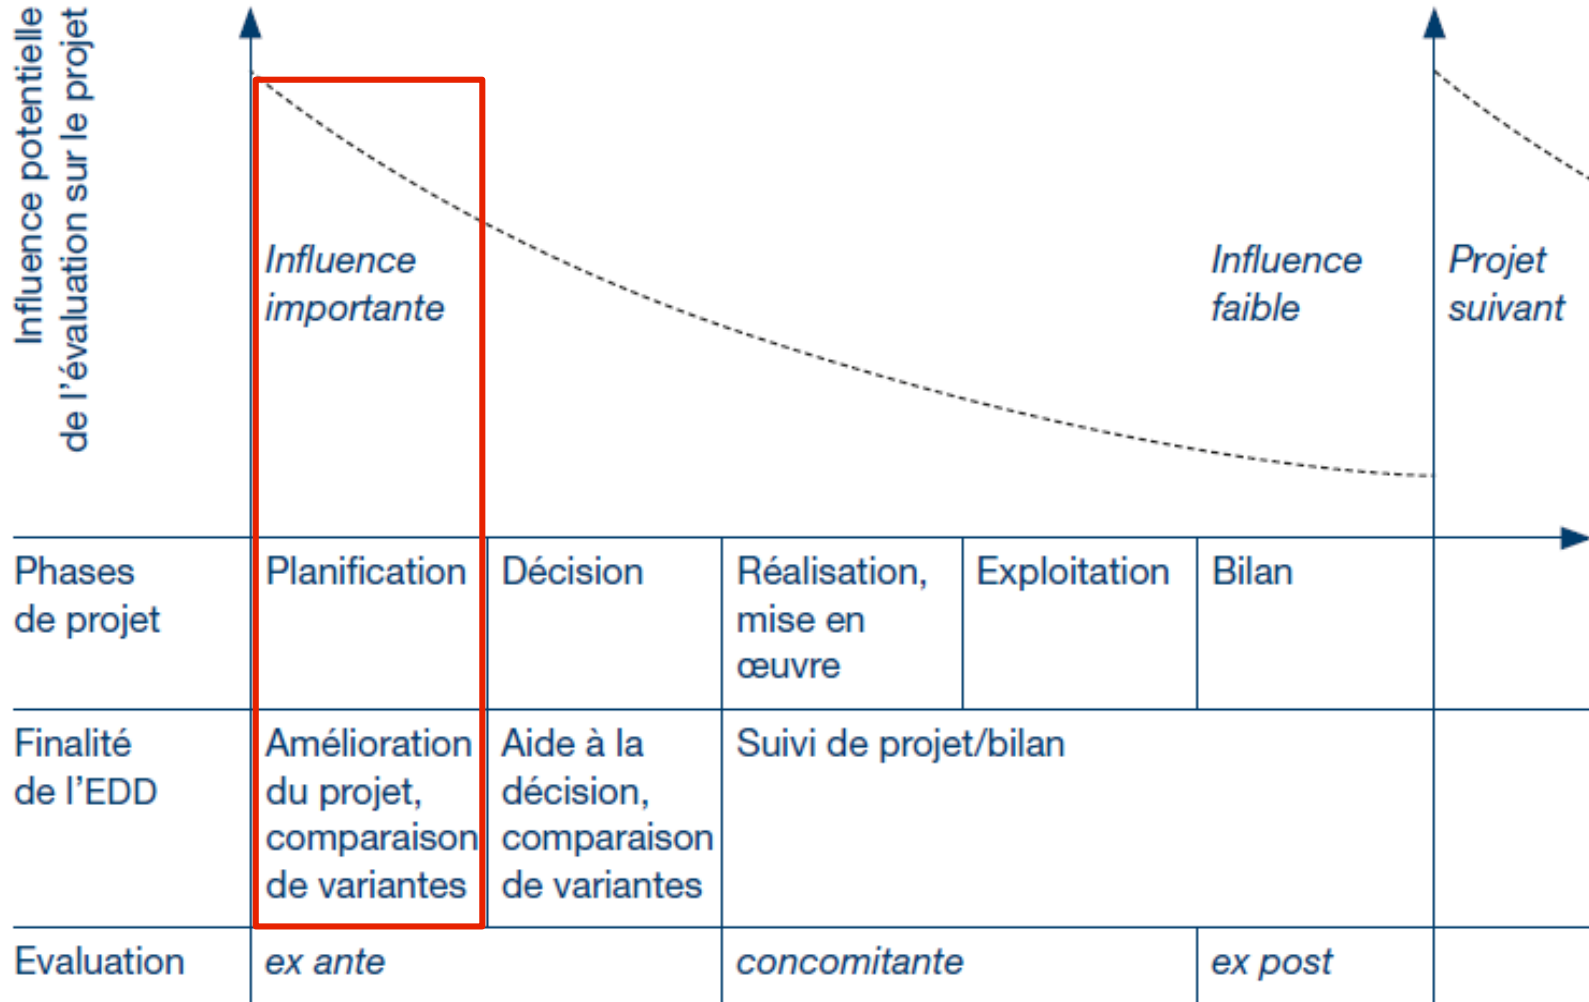 Influence potentielle
de l'évaluation sur le projet
Influence
importante
Influence
faible
Projet
suivant
Phases
de projet
Planification
Décision
Réalisation,
mise en
œuvre
Exploitation
Bilan
Finalité
de l'EDD
Amélioration
du projet,
comparaison
de variantes
Aide à la
décision,
comparaison
de variantes
Suivi de projet/bilan
Evaluation
ex ante
concomitante
ex post